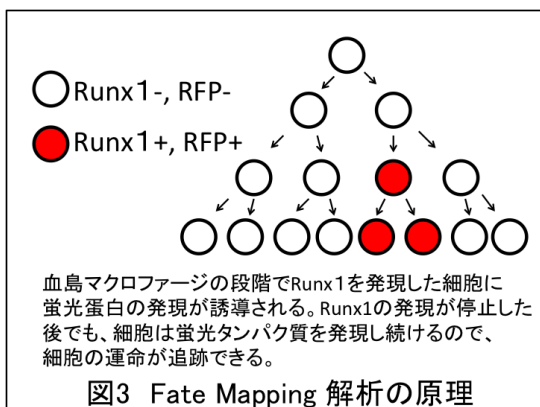 Runx1-, RFP-
Runx1+, RFP+
血島マクロファージの段階でRunx1を発現した細胞に
蛍光蛋白の発現が誘導される。Runx1の発現が停止した
後でも、細胞は蛍光タンパク質を発現し続けるので、
細胞の運命が追跡できる。
図3 Fate Mapping 解析の原理